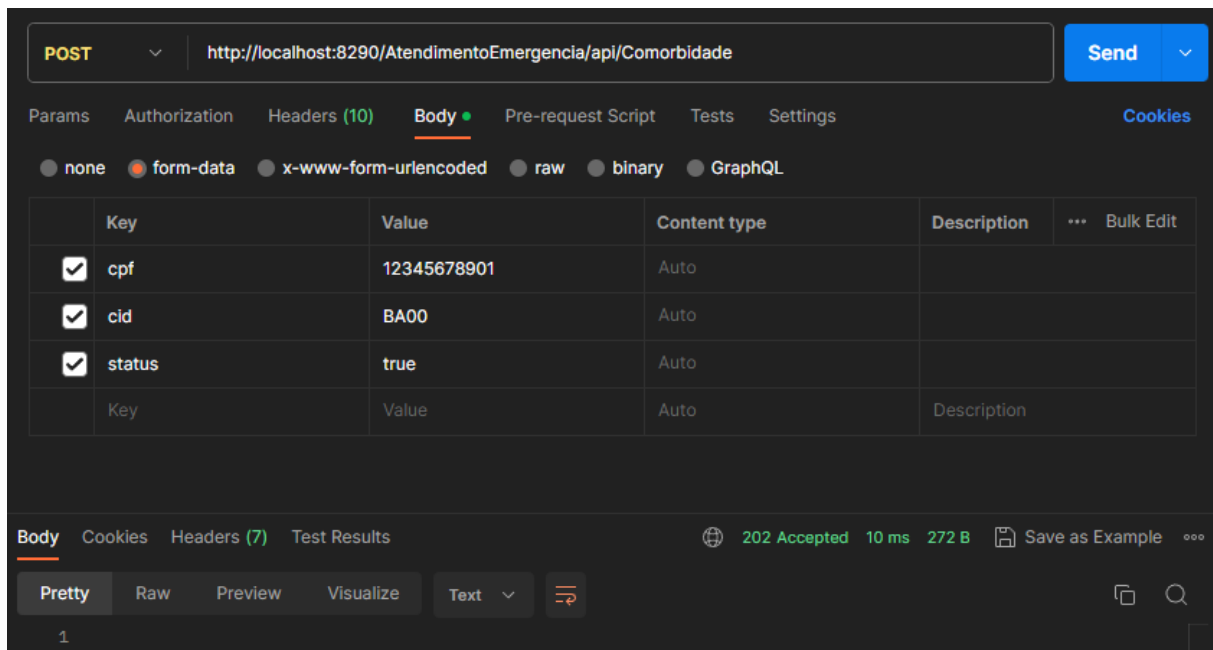 POST http://localhost:8290/AtendimentoEmergencia/api/Comorbidade Send
Params Authorization Headers (10) Body Pre-request Script Tests Settings Cookies
none form-data x-www-form-urlencoded raw binary GraphQL
Key Value Content type Description ••• Bulk Edit
cpf 12345678901 Auto
cid BA00 Auto
status true Auto
Key Value Auto Description
Body Cookies Headers (7) Test Results 202 Accepted 10 ms 272 B Save as Example
Pretty Raw Preview Visualize Text
1